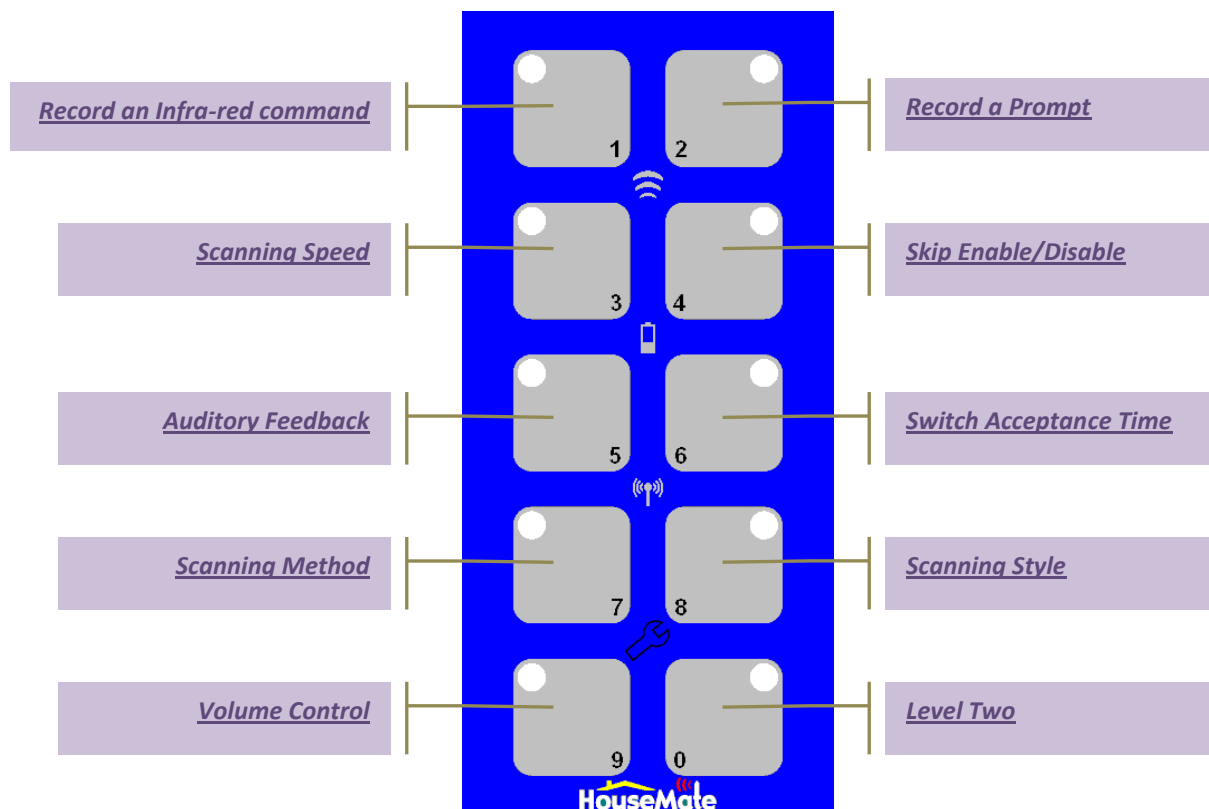 Record an Infra-red command
Record a Prompt
1 2
Scanning Speed
Skip Enable/Disable
3 4
Auditory Feedback
Switch Acceptance Time
5 6
Scanning Method
Scanning Style
7 8
Volume Control
Level Two
9 0
HouseMate